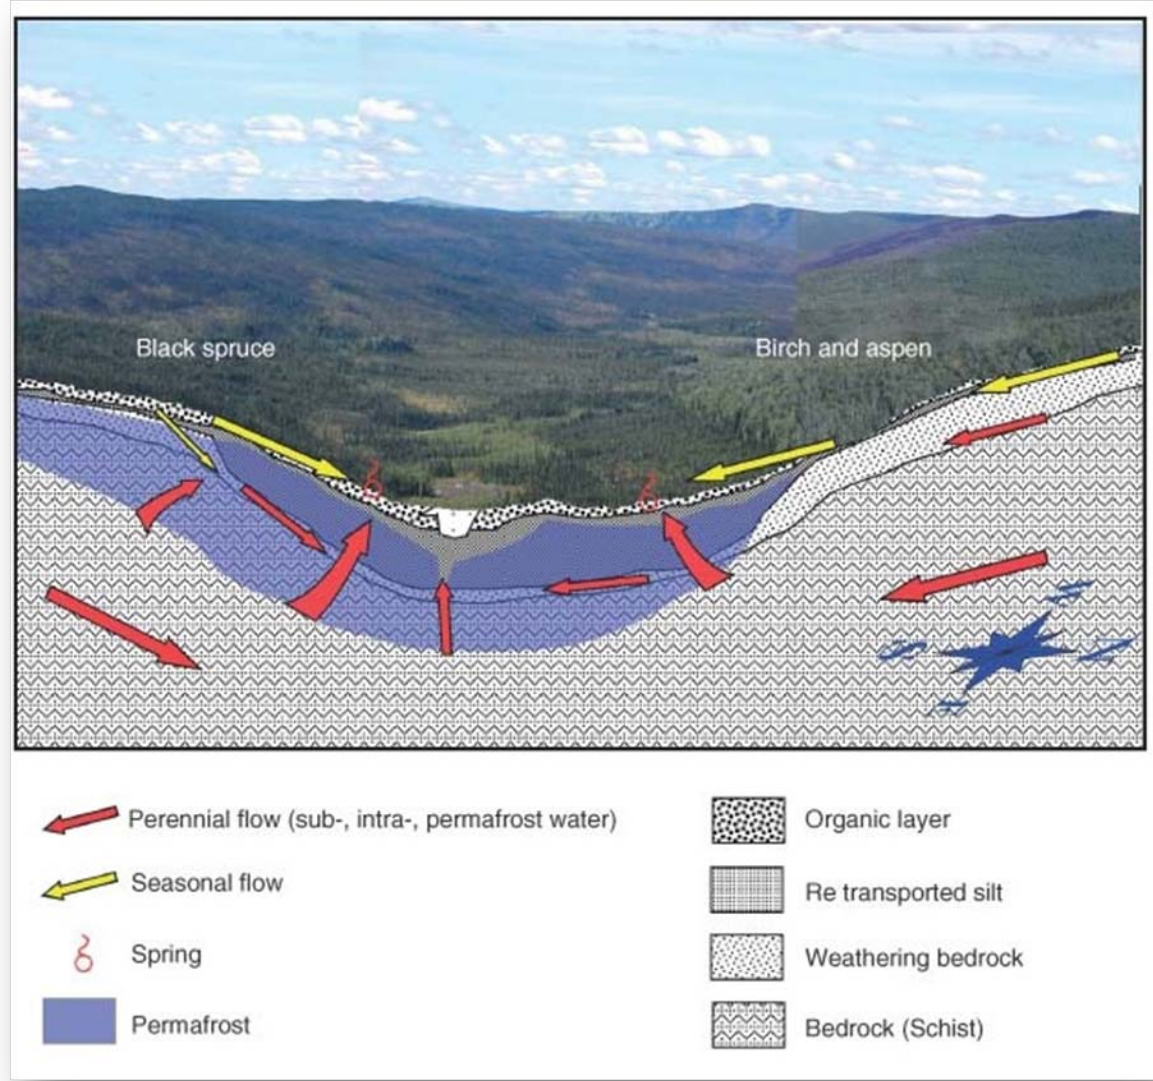 Black spruce
Birch and aspen
S
N
Perennial flow (sub-, intra-, permafrost water)
Seasonal flow
Spring
Permafrost
Organic layer
Re transported silt
Weathering bedrock
Bedrock (Schist)